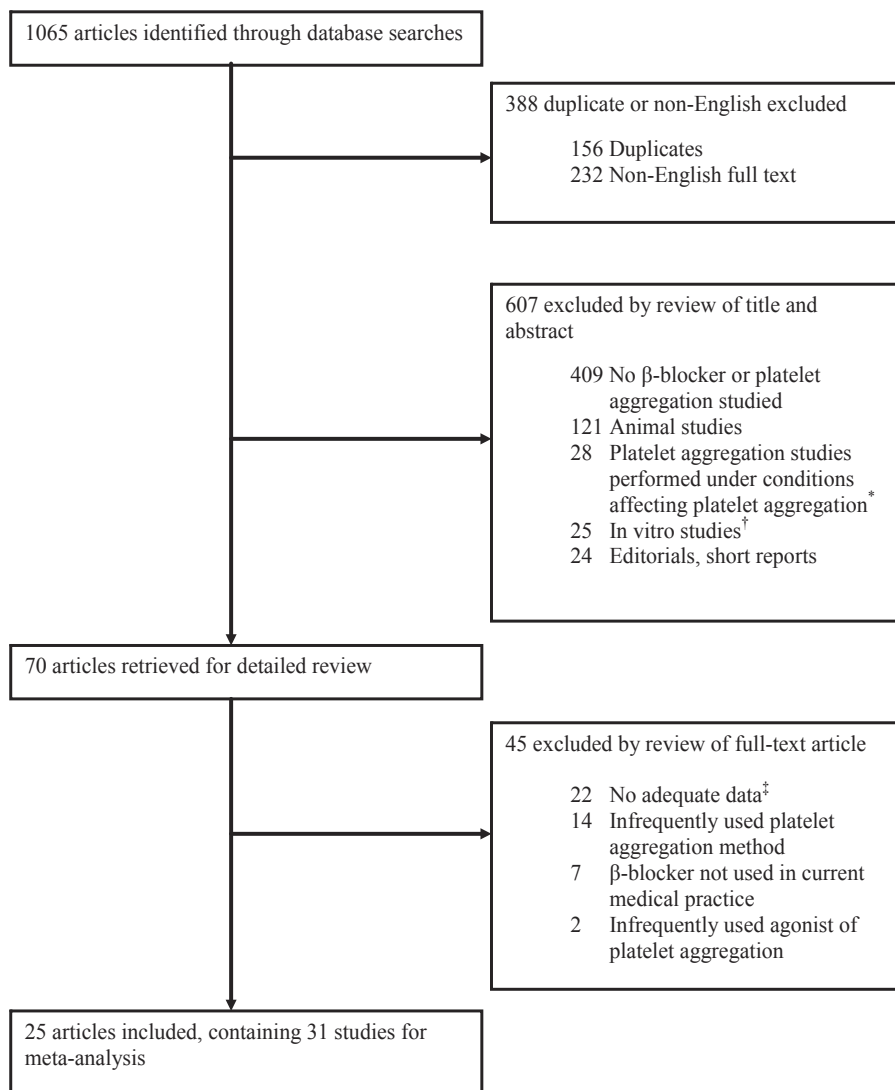 1065 articles identified through database searches
388 duplicate or non-English excluded
156 Duplicates
232 Non-English full text
607 excluded by review of title and
abstract
409 No β-blocker or platelet
aggregation studied
121 Animal studies
28 Platelet aggregation studies
performed under conditions
affecting platelet aggregation*
25 In vitro studies†
24 Editorials, short reports
70 articles retrieved for detailed review
45 excluded by review of full-text article
22 No adequate data‡
14 Infrequently used platelet
aggregation method
7 β-blocker not used in current
medical practice
2 Infrequently used agonist of
platelet aggregation
25 articles included, containing 31 studies for
meta-analysis